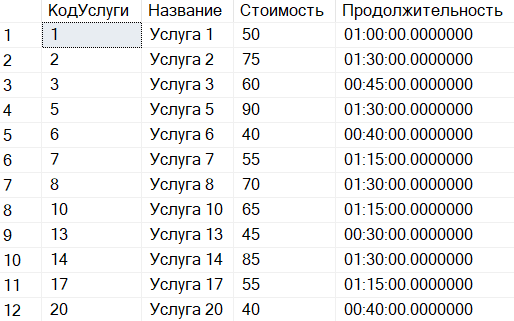 КодУслуги Название Стоимость Продолжительность
1 1 Услуга 1 50 01:00:00.0000000
2 2 Услуга 2 75 01:30:00.0000000
3 3 Услуга 3 60 00:45:00.0000000
4 5 Услуга 5 90 01:30:00.0000000
5 6 Услуга 6 40 00:40:00.0000000
6 7 Услуга 7 55 01:15:00.0000000
7 8 Услуга 8 70 01:30:00.0000000
8 10 Услуга 10 65 01:15:00.0000000
9 13 Услуга 13 45 00:30:00.0000000
10 14 Услуга 14 85 01:30:00.0000000
11 17 Услуга 17 55 01:15:00.0000000
12 20 Услуга 20 40 00:40:00.0000000